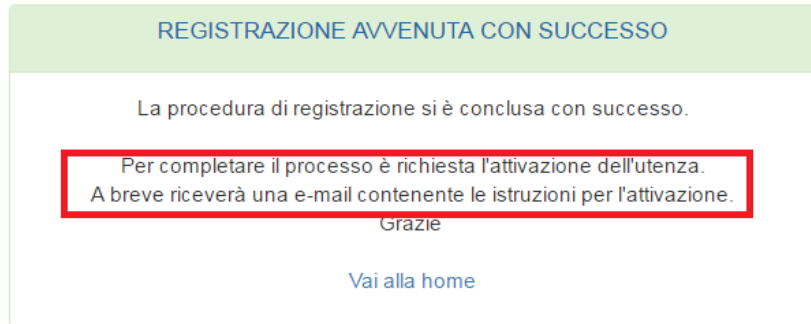 REGISTRAZIONE AVVENUTA CON SUCCESSO
La procedura di registrazione si è conclusa con successo.
Per completare il processo è richiesta l'attivazione dell'utenza.
A breve riceverà una e-mail contenente le istruzioni per l'attivazione.
Grazie
Vai alla home